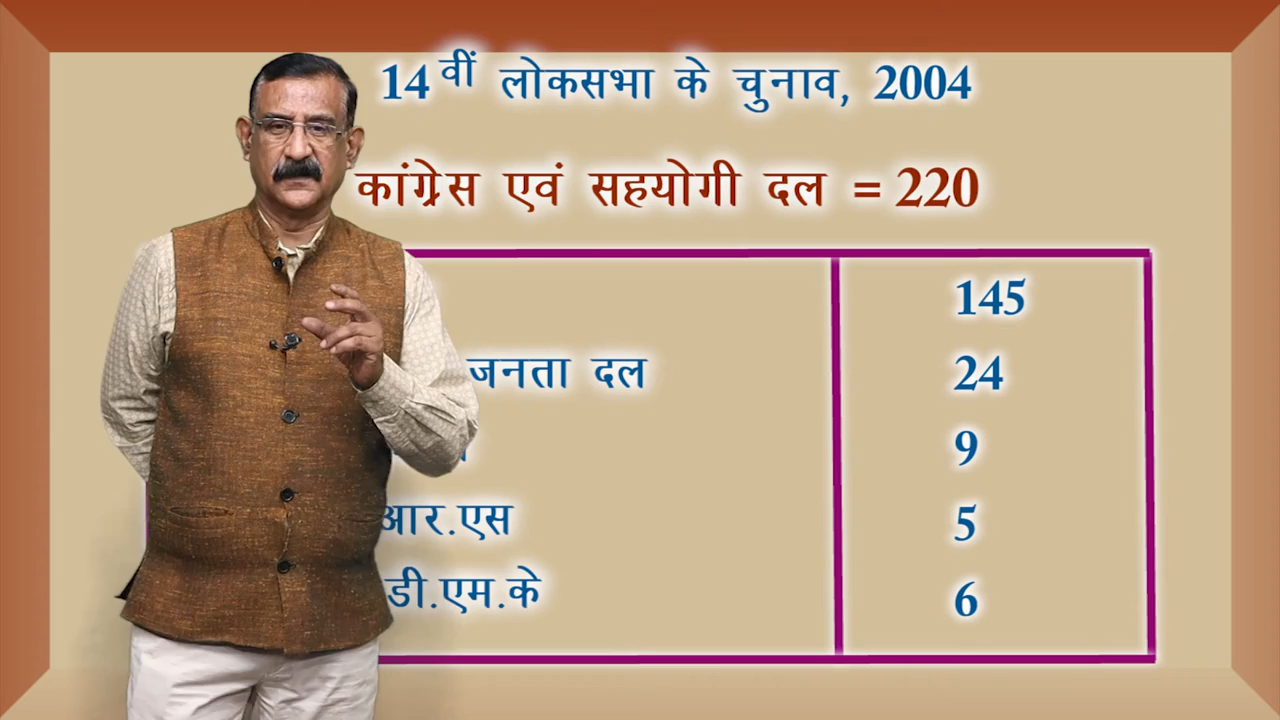 14वीं लोकसभा के चुनाव, 2004
कांग्रेस एवं सहयोगी दल = 220
145
जनता दल 24
9
आर.एस 5
डी.एम.के 6